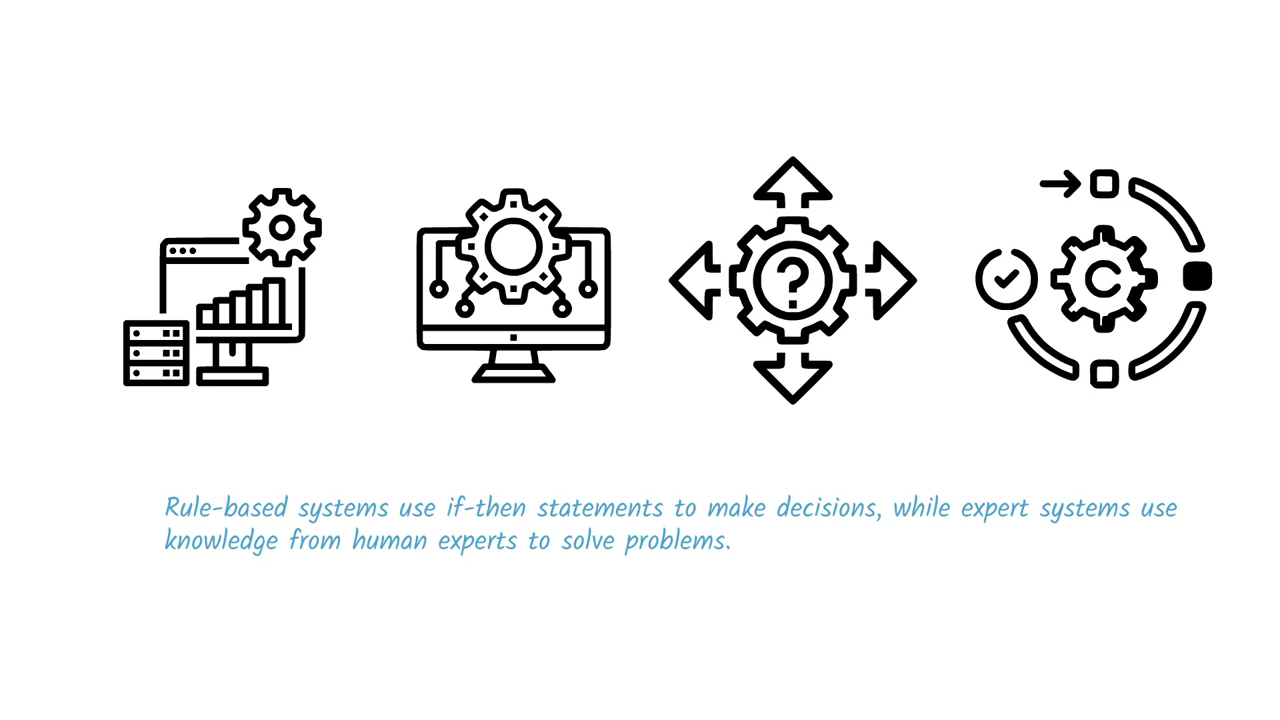 ?
Rule-based systems use if-then statements to make decisions, while expert systems use
knowledge from human experts to solve problems.